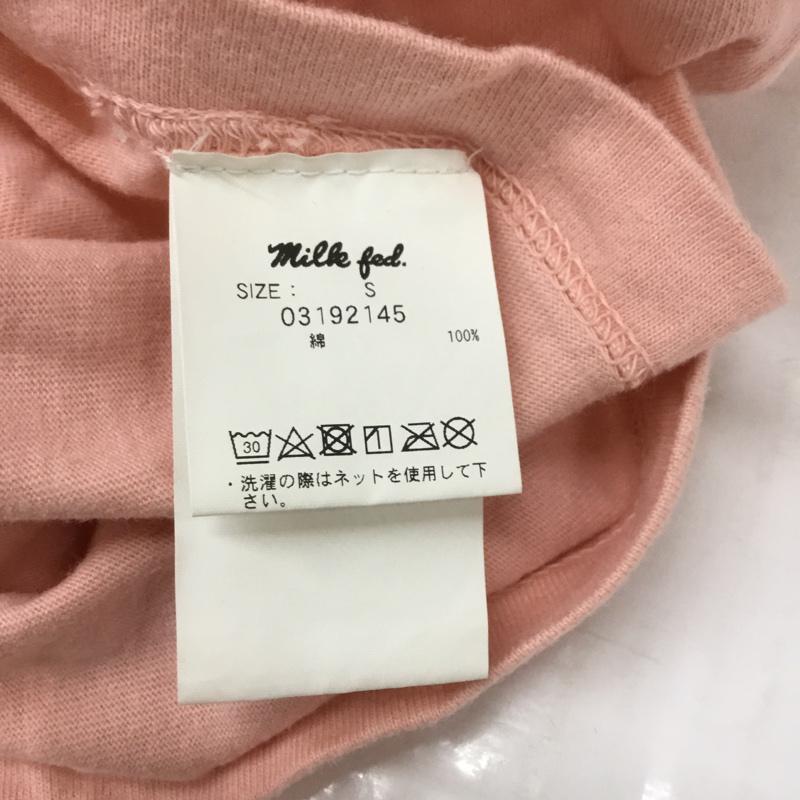 Milk fed.
SIZE : S
03192145
綿 100%
30
・洗濯の際はネットを使用して下
さい。